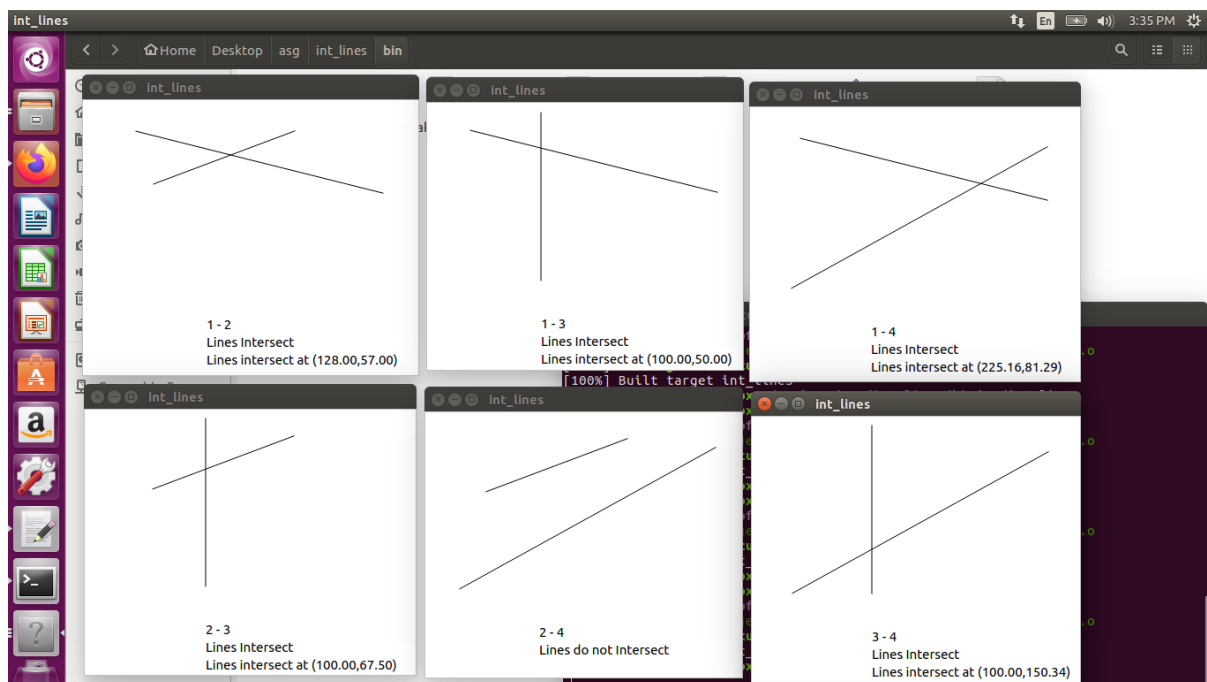 int_lines
En
3:35 PM
Home Desktop asg int_lines bin
int_lines
1 - 2
Lines Intersect
Lines intersect at (128.00,57.00)
int_lines
1 - 3
Lines Intersect
Lines intersect at (100.00,50.00)
int_lines
1 - 4
Lines Intersect
Lines intersect at (225.16,81.29)
[100%] Built target int_lines
int_lines
2 - 3
Lines Intersect
Lines intersect at (100.00,67.50)
int_lines
2 - 4
Lines do not Intersect
int_lines
3 - 4
Lines Intersect
Lines intersect at (100.00,150.34)